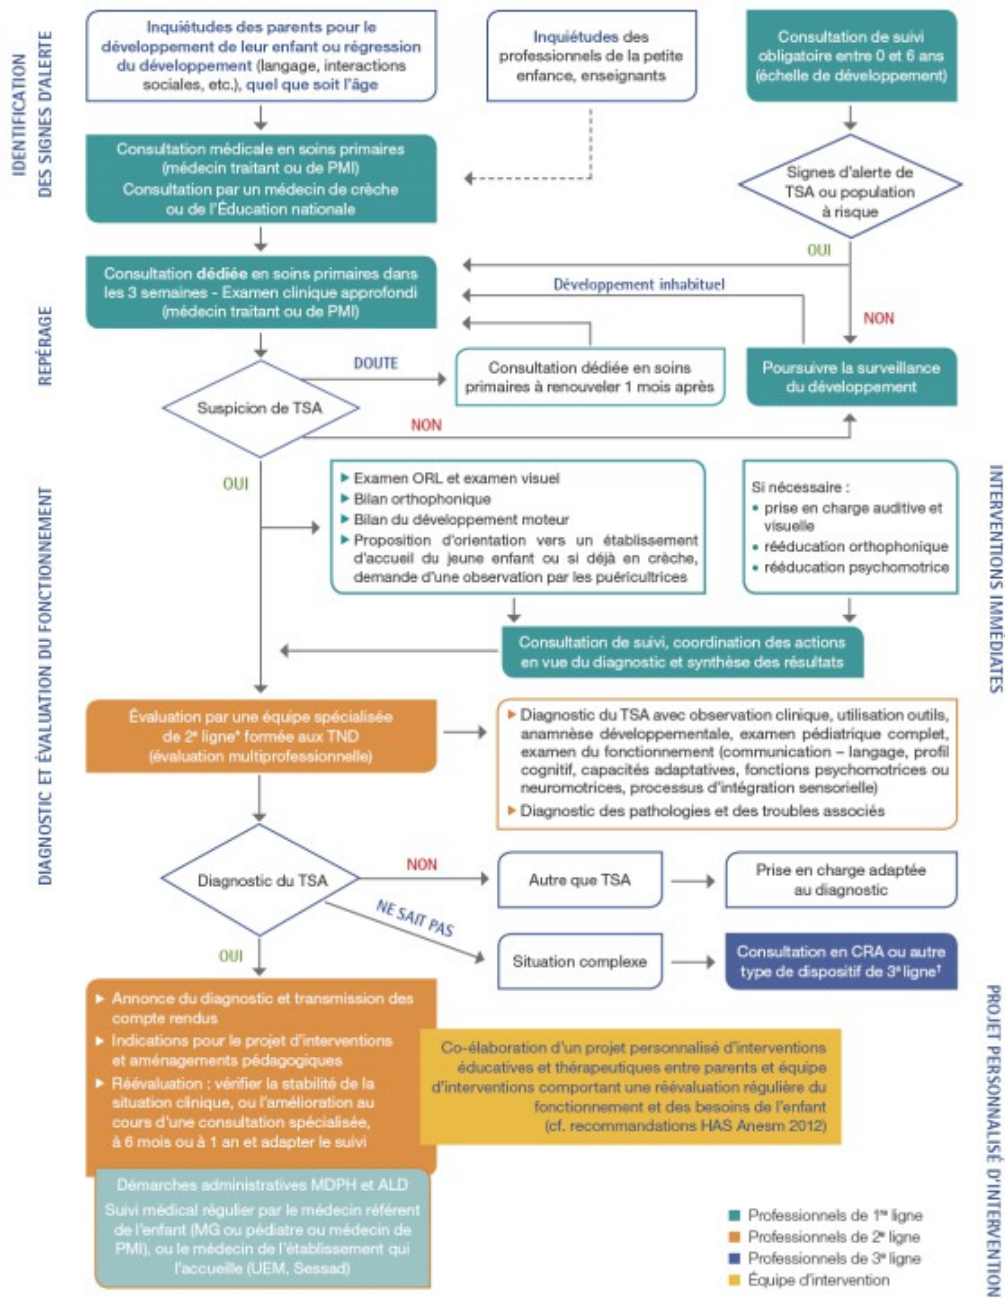 IDENTIFICATION
DES SIGNES D'ALERTE
Inquiétudes des parents pour le
développement de leur enfant ou régression
du développement (langage, interactions
sociales, etc.), quel que soit l'âge
Inquiétudes des
professionnels de la petite
enfance, enseignants
Consultation de suivi
obligatoire entre 0 et 6 ans
(échelle de développement)
Consultation médicale en soins primaires
(médecin traitant ou de PMI)
Consultation par un médecin de crèche
ou de l'Éducation nationale
Signes d'alerte de
TSA ou population
à risque
OUI
REPÉRAGE
Consultation dédiée en soins primaires dans
les 3 semaines - Examen clinique approfondi
(médecin traitant ou de PMI)
Développement inhabituel
NON
DOUTE
Consultation dédiée en soins
primaires à renouveler 1 mois après
Poursuivre la surveillance
du développement
Suspicion de TSA
NON
OUI
DIAGNOSTIC ET ÉVALUATION DU FONCTIONNEMENT
INTERVENTIONS IMMÉDIATES
▶ Examen ORL et examen visuel
▶ Bilan orthophonique
▶ Bilan du développement moteur
▶ Proposition d'orientation vers un établissement
d'accueil du jeune enfant ou si déjà en crèche,
demande d'une observation par les puéricultrices
Si nécessaire :
• prise en charge auditive et
visuelle
• rééducation orthophonique
• rééducation psychomotrice
Consultation de suivi, coordination des actions
en vue du diagnostic et synthèse des résultats
Évaluation par une équipe spécialisée
de 2e ligne* formée aux TND
(évaluation multiprofessionnelle)
▶ Diagnostic du TSA avec observation clinique, utilisation outils,
anamnèse développementale, examen pédiatrique complet,
examen du fonctionnement (communication – langage, profil
cognitif, capacités adaptatives, fonctions psychomotrices ou
neuromotrices, processus d'intégration sensorielle)
▶ Diagnostic des pathologies et des troubles associés
Diagnostic du TSA
NON
Autre que TSA
Prise en charge adaptée
au diagnostic
NE SAIT PAS
Situation complexe
Consultation en CRA ou autre
type de dispositif de 3e ligne†
OUI
PROJET PERSONNALISÉ D'INTERVENTION
▶ Annonce du diagnostic et transmission des
compte rendus
▶ Indications pour le projet d'interventions
et aménagements pédagogiques
▶ Réévaluation : vérifier la stabilité de la
situation clinique, ou l'amélioration au
cours d'une consultation spécialisée,
à 6 mois ou à 1 an et adapter le suivi
Co-élaboration d'un projet personnalisé d'interventions
éducatives et thérapeutiques entre parents et équipe
d'interventions comportant une réévaluation régulière du
fonctionnement et des besoins de l'enfant
(cf. recommandations HAS Anesm 2012)
Démarches administratives MDPH et ALD
Suivi médical régulier par le médecin référent
de l'enfant (MG ou pédiatre ou médecin de
PMI), ou le médecin de l'établissement qui
l'accueille (UEM, Sessad)
Professionnels de 1re ligne
Professionnels de 2e ligne
Professionnels de 3e ligne
Équipe d'intervention